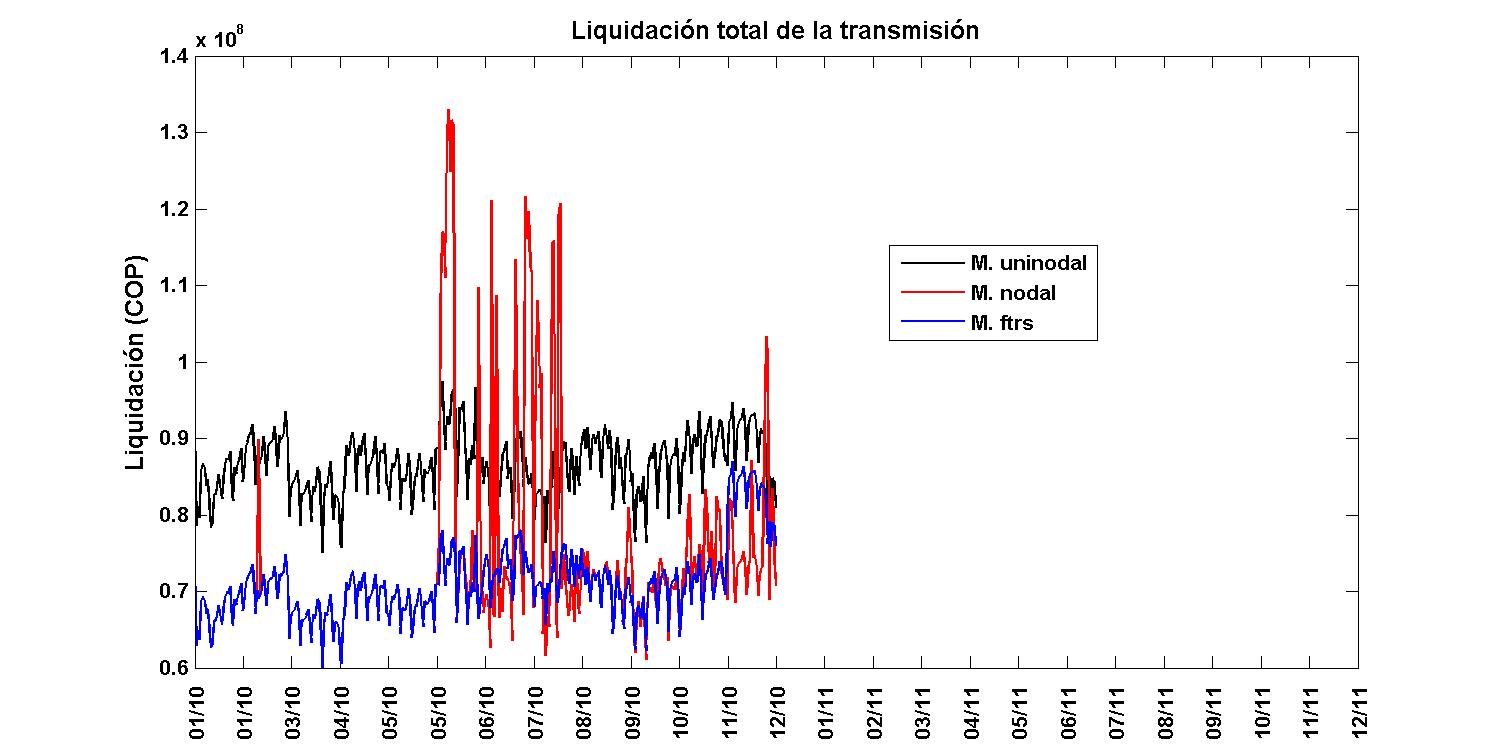 Liquidación total de la transmisión
x 10^8
1.4
1.3
1.2
1.1
1
0.9
0.8
0.7
0.6
Liquidación (COP)
M. uninodal
M. nodal
M. ftrs
01/10 01/10 03/10 04/10 05/10 05/10 06/10 07/10 08/10 09/10 10/10 11/10 12/10 01/11 02/11 03/11 04/11 05/11 06/11 07/11 08/11 09/11 10/11 11/11 12/11